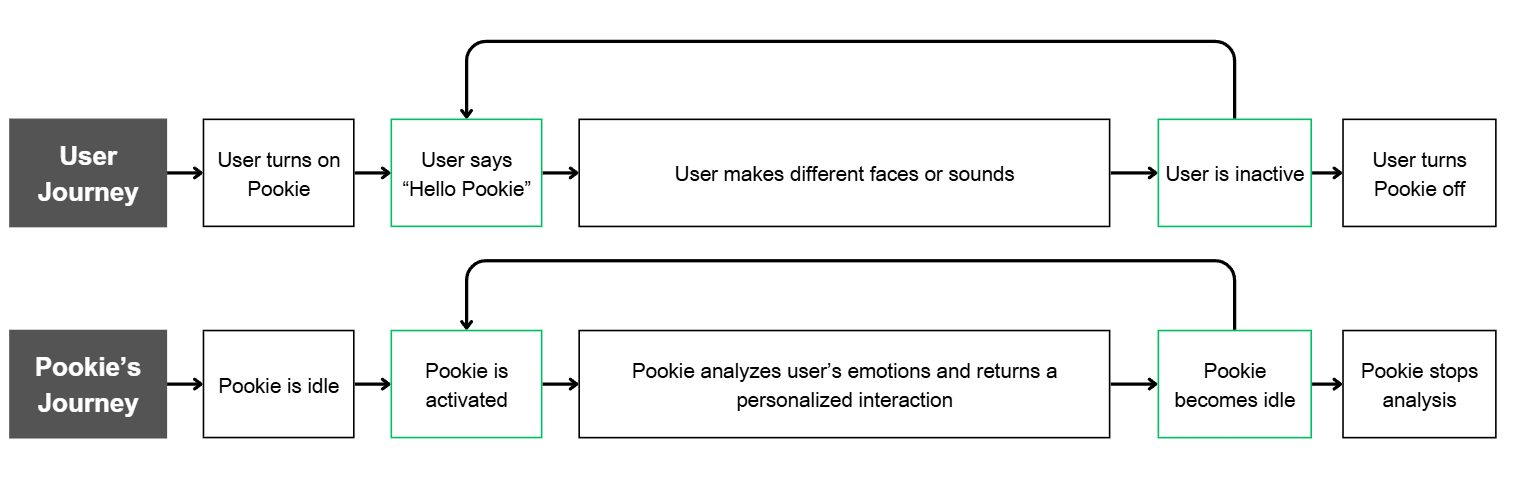 User
Journey
User turns on
Pookie
User says
“Hello Pookie”
User makes different faces or sounds
User is inactive
User turns
Pookie off
Pookie’s
Journey
Pookie is idle
Pookie is
activated
Pookie analyzes user’s emotions and returns a
personalized interaction
Pookie
becomes idle
Pookie stops
analysis